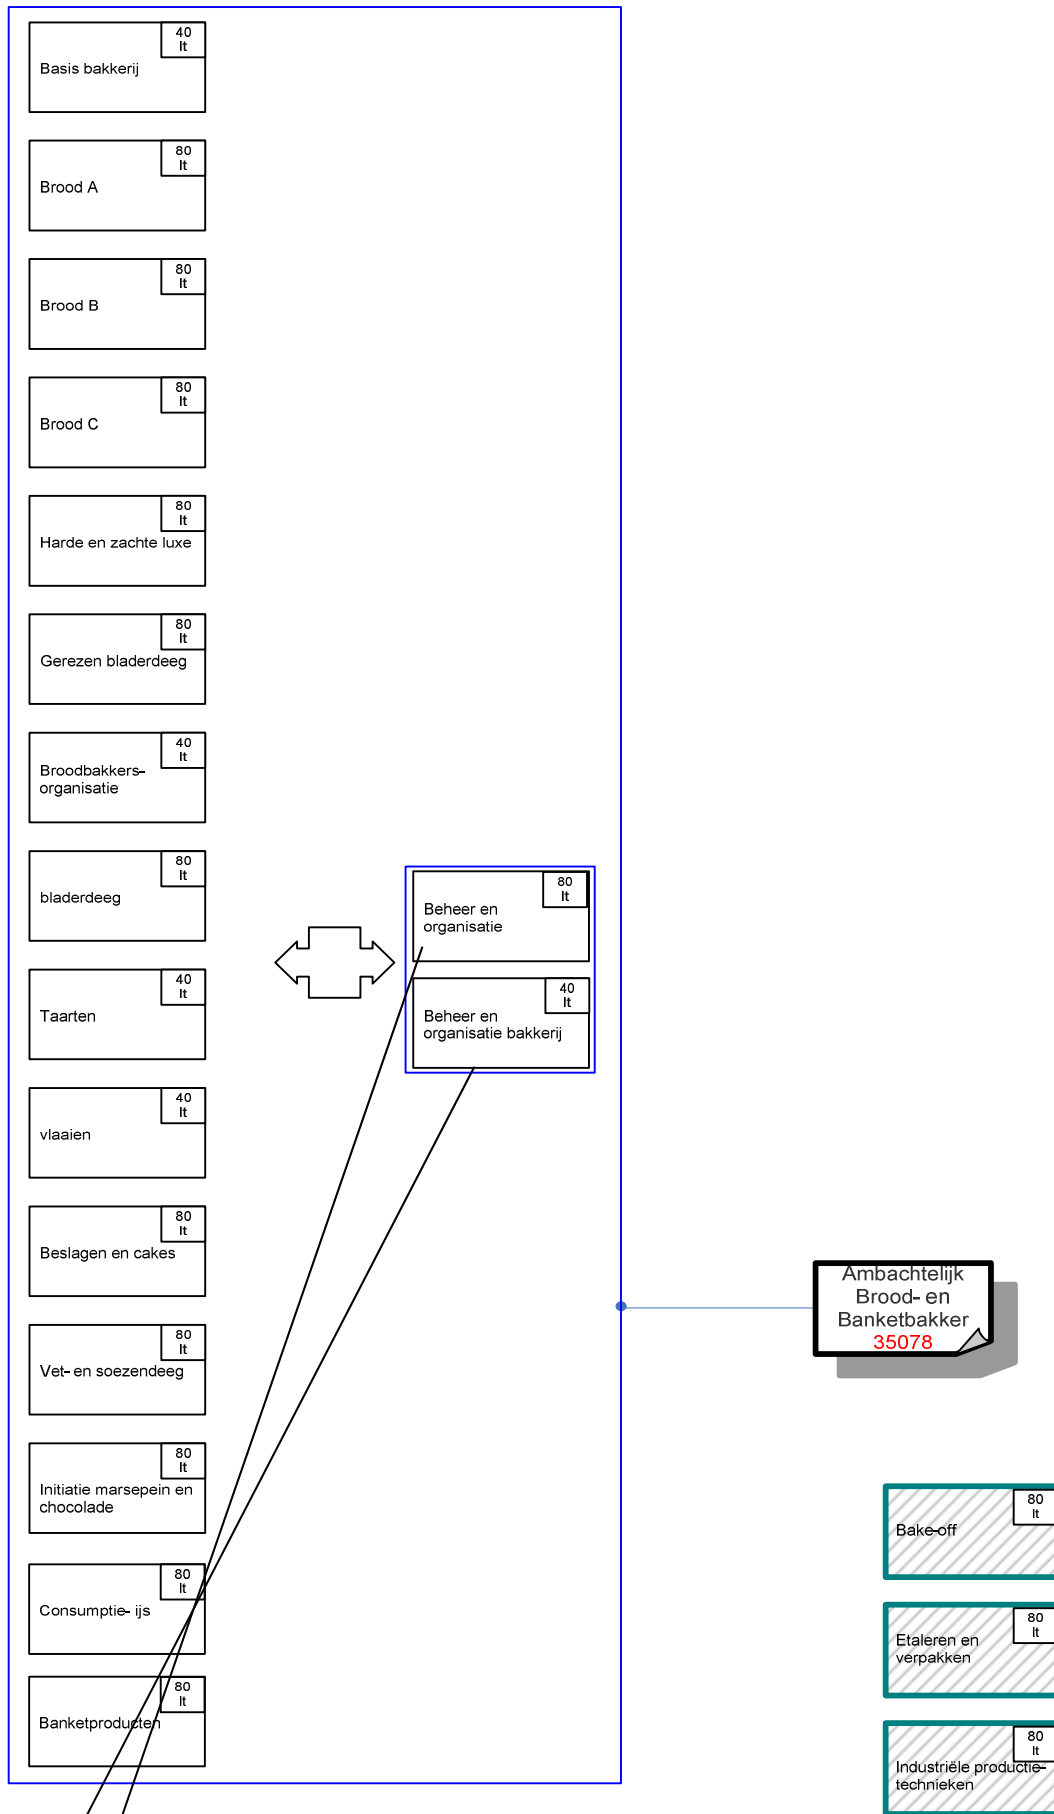 40
lt
Basis bakkerij
80
lt
Brood A
80
lt
Brood B
80
lt
Brood C
80
lt
Harde en zachte luxe
80
lt
Gerezen bladerdeeg
40
lt
Broodbakkers-
organisatie
80
lt
bladerdeeg
40
lt
Taarten
40
lt
vlaaien
80
lt
Beslagen en cakes
80
lt
Vet- en soezendeeg
80
lt
Initiatie marsepein en
chocolade
80
lt
Consumptie- ijs
80
lt
Banketproducten
80
lt
Beheer en
organisatie
40
lt
Beheer en
organisatie bakkerij
Ambachtelijk
Brood- en
Banketbakker
35078
80
lt
Bake-off
80
lt
Etaleren en
verpakken
80
lt
Industriële productie-
technieken